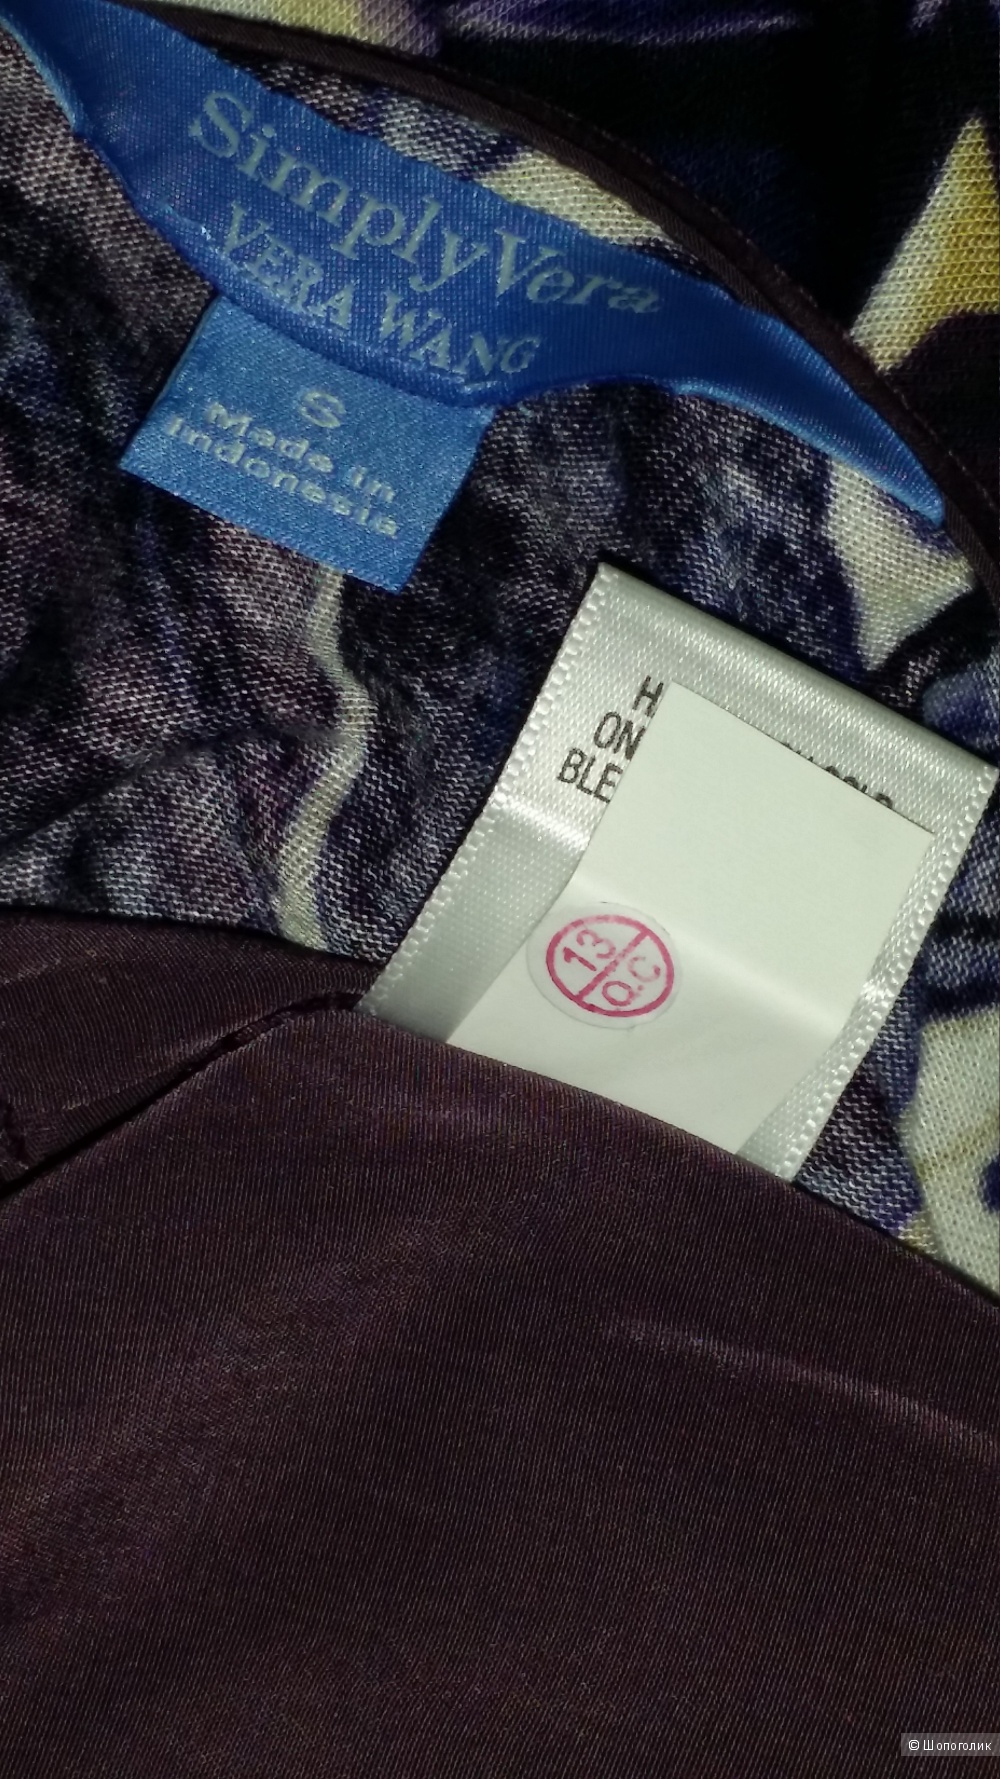 SimplyVera
VERA WANG
S
Made in
Indonesia
H
ON
BLE
13
Q.C
© Шопоголик